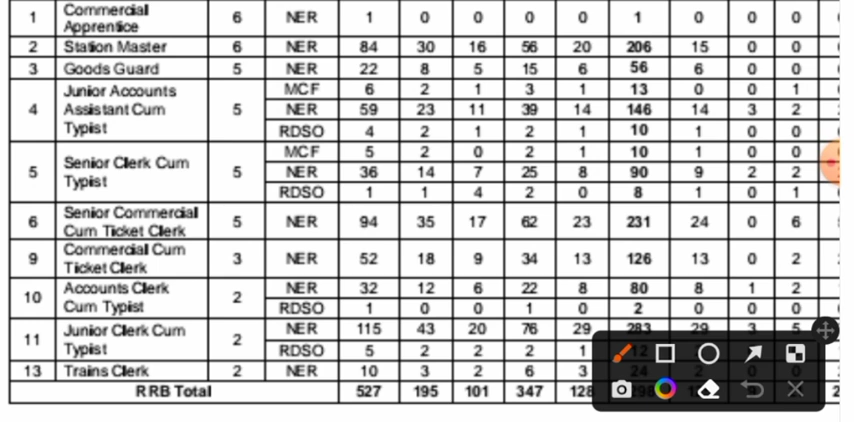 1 Commercial Apprentice 6 NER 1 0 0 0 0 1 0 0 0
2 Station Master 6 NER 84 30 16 56 20 206 15 0 0
3 Goods Guard 5 NER 22 8 5 15 6 56 6 0 0
4 Junior Accounts Assistant Cum Typist 5 MCF 6 2 1 3 1 13 0 0 1
NER 59 23 11 39 14 146 14 3 2
RDSO 4 2 1 2 1 10 1 0 0
5 Senior Clerk Cum Typist 5 MCF 5 2 0 2 1 10 1 0 0
NER 36 14 7 25 8 90 9 2 2
RDSO 1 1 4 2 0 8 1 0 1
6 Senior Commercial Cum Ticket Clerk 5 NER 94 35 17 62 23 231 24 0 6
9 Commercial Cum Ticket Clerk 3 NER 52 18 9 34 13 126 13 0 2
10 Accounts Clerk Cum Typist 2 NER 32 12 6 22 8 80 8 1 2
RDSO 1 0 0 1 0 2 0 0 0
11 Junior Clerk Cum Typist 2 NER 115 43 20 76 29 283 29 3 5
RDSO 5 2 2 2 1 12
13 Trains Clerk 2 NER 10 3 2 6 3 24
RRB Total 527 195 101 347 128